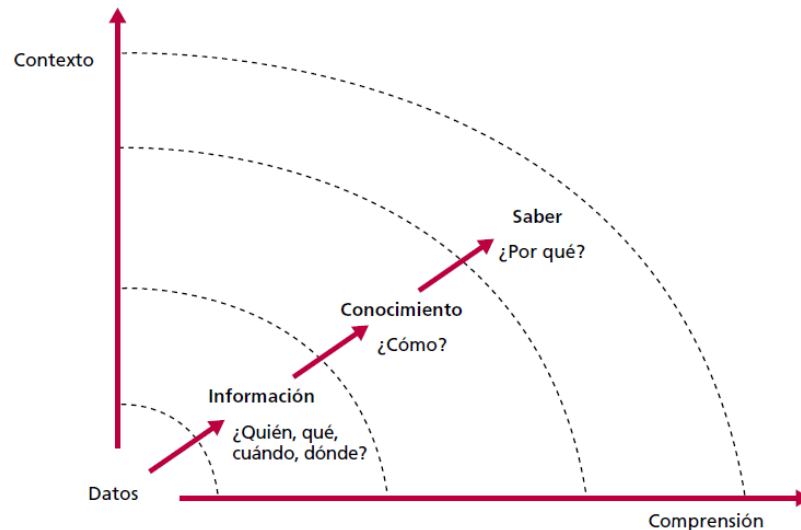 Contexto
Saber
¿Por qué?
Conocimiento
¿Cómo?
Información
¿Quién, qué,
cuándo, dónde?
Datos
Comprensión